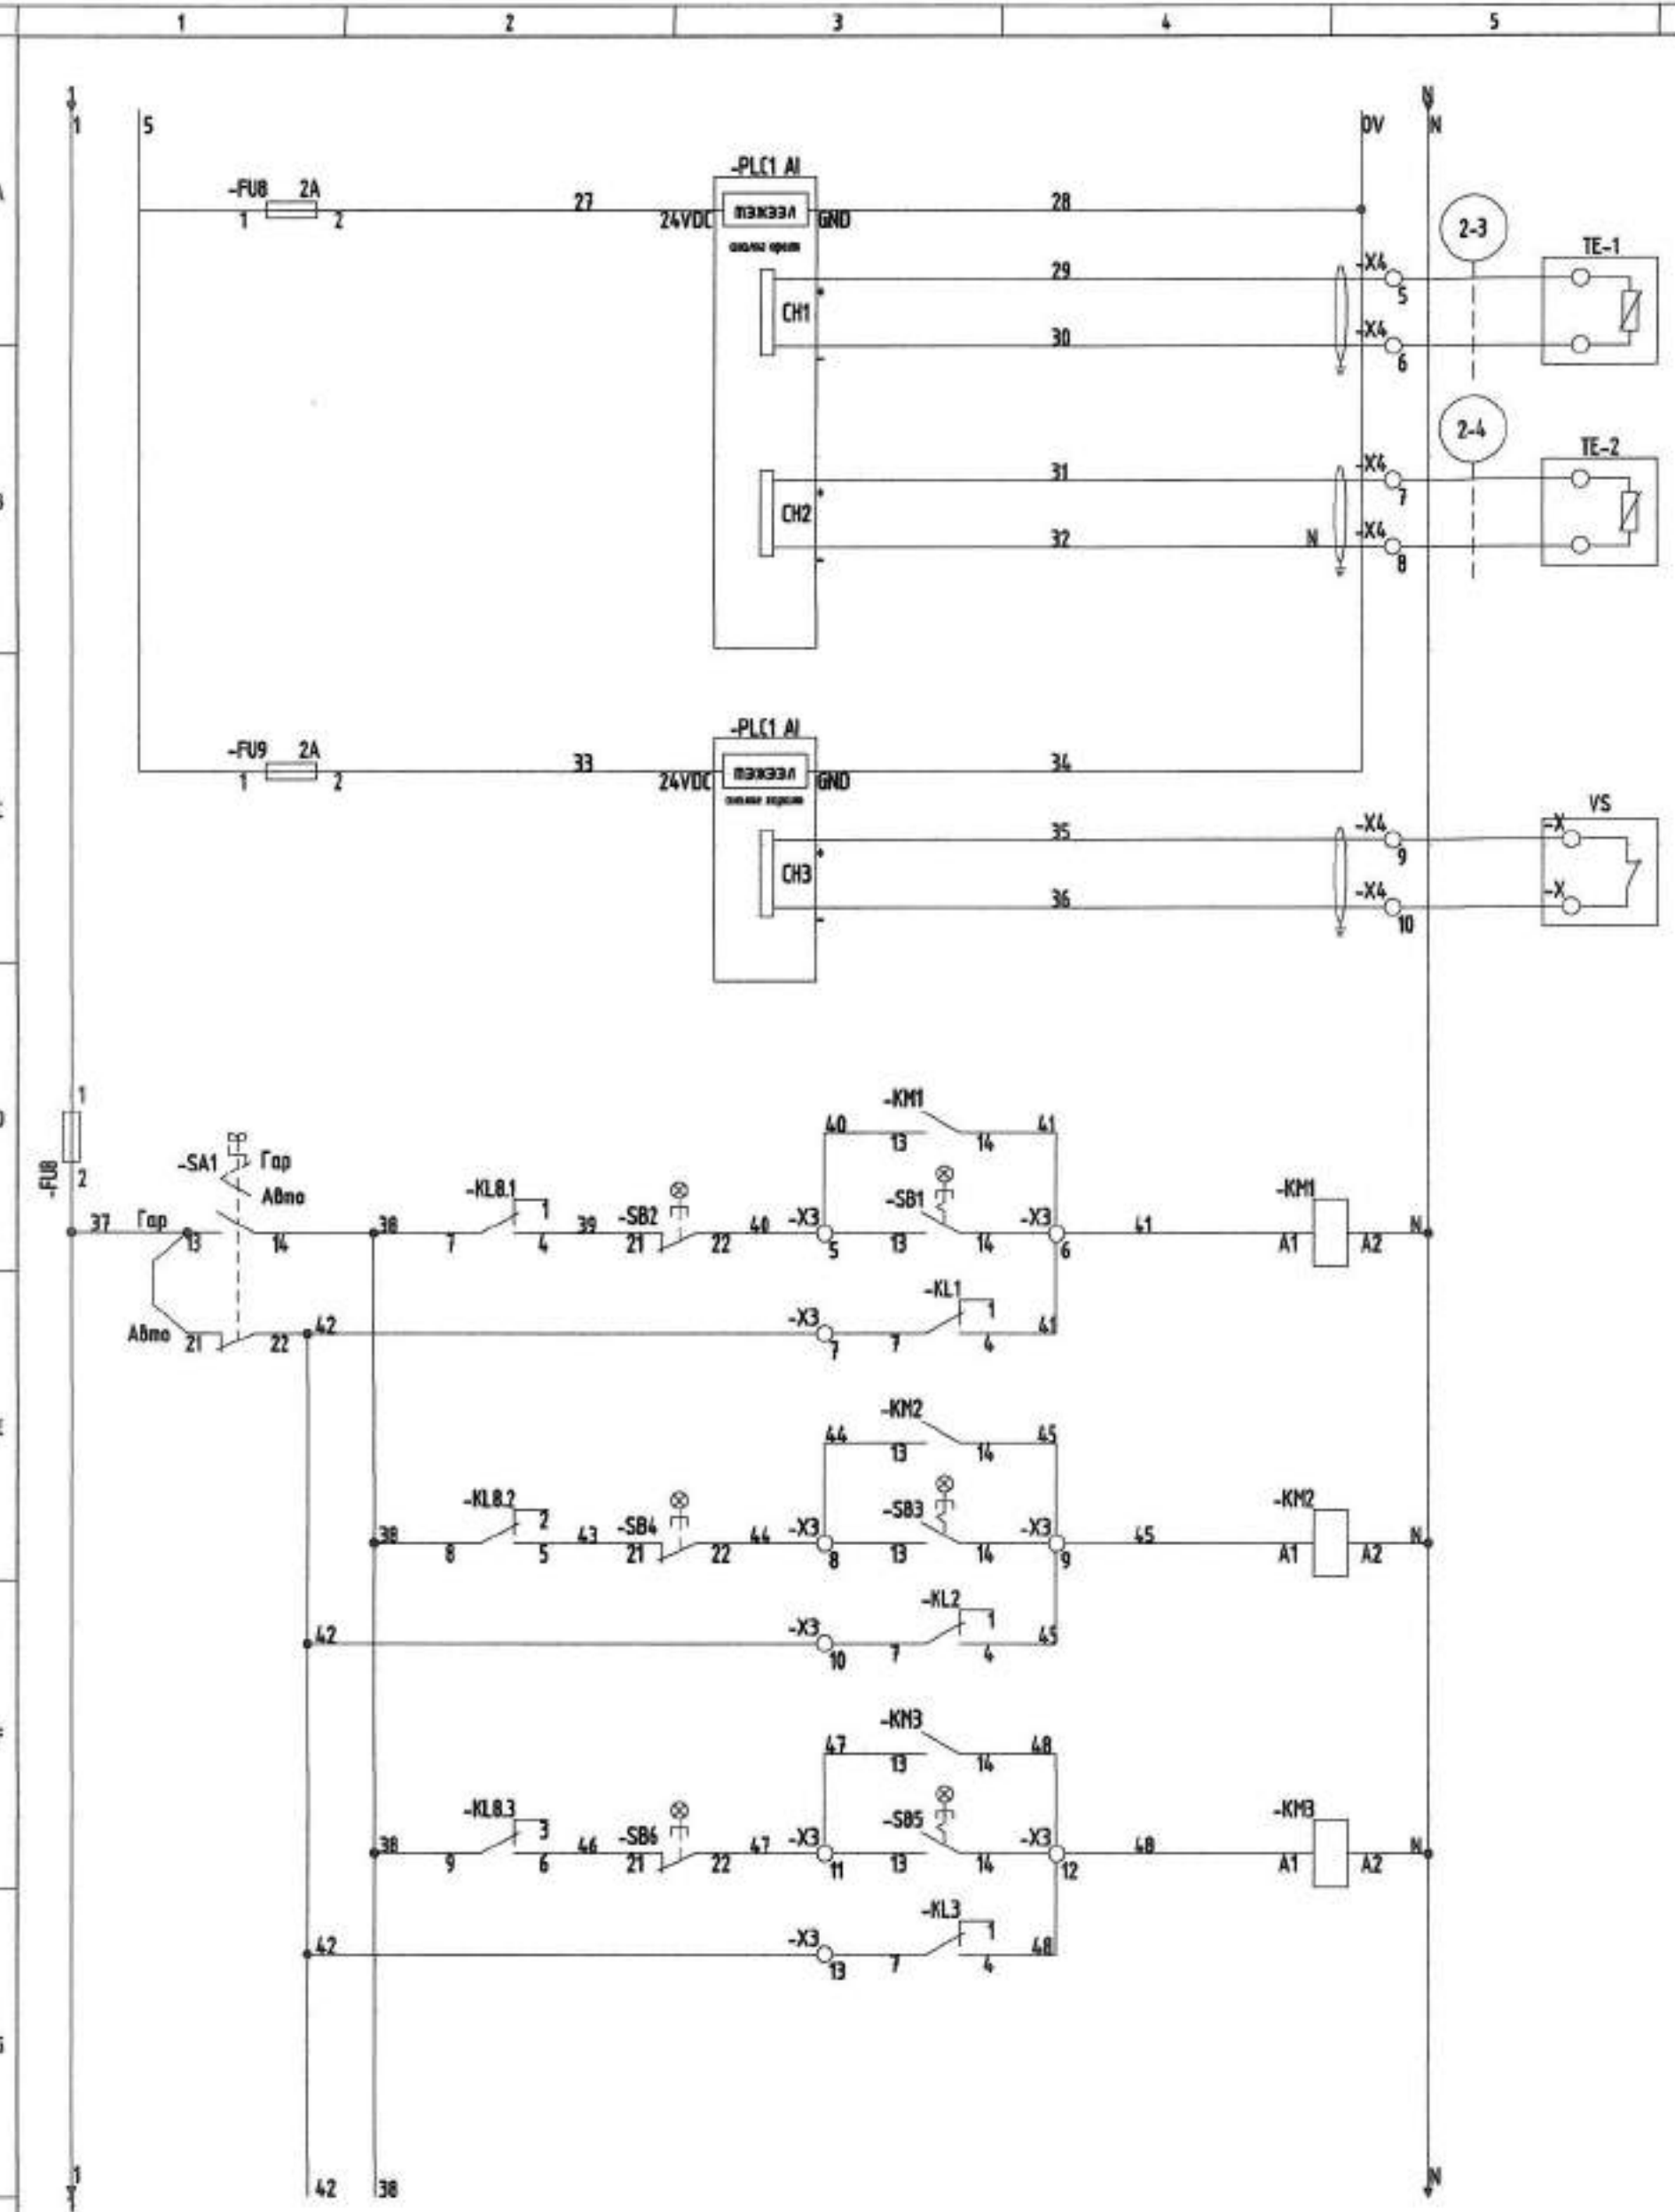 1 2 3 4 5
1 N
1 5 0V N
-PLC1 AI
-FU8 2A 27 28
1 2 24VDC ТЭЖЭЭЛ GND
2-3 TE-1
29 -X4
CH1 + 5
30 -X4
- 6
2-4 TE-2
31 -X4
CH2 + 7
32 N -X4
- 8
-PLC1 AI
-FU9 2A 33 34
1 2 24VDC ТЭЖЭЭЛ GND
VS
35 -X4 -X
CH3 + 9
36 -X4 -X
- 10
1
-FU8
2
-KM1
40 41
13 14
-SA1 Гар
Авто
-KL8.1 -SB1 -KM1
37 Гар 38 1 39 -SB2 40 -X3 -X3 41 N
13 14 7 4 21 22 5 13 14 6 A1 A2
-KL1
42 -X3 1 41
Авто 21 22 7 7 4
-KM2
44 45
13 14
-KL8.2 -SB3 -KM2
38 2 43 -SB4 44 -X3 -X3 45 N
8 5 21 22 8 13 14 9 A1 A2
-KL2
42 -X3 1 45
10 7 4
-KM3
47 48
13 14
-KL8.3 -SB5 -KM3
38 3 46 -SB6 47 -X3 -X3 48 N
9 6 21 22 11 13 14 12 A1 A2
-KL3
42 -X3 1 48
13 7 4
1 42 38 N